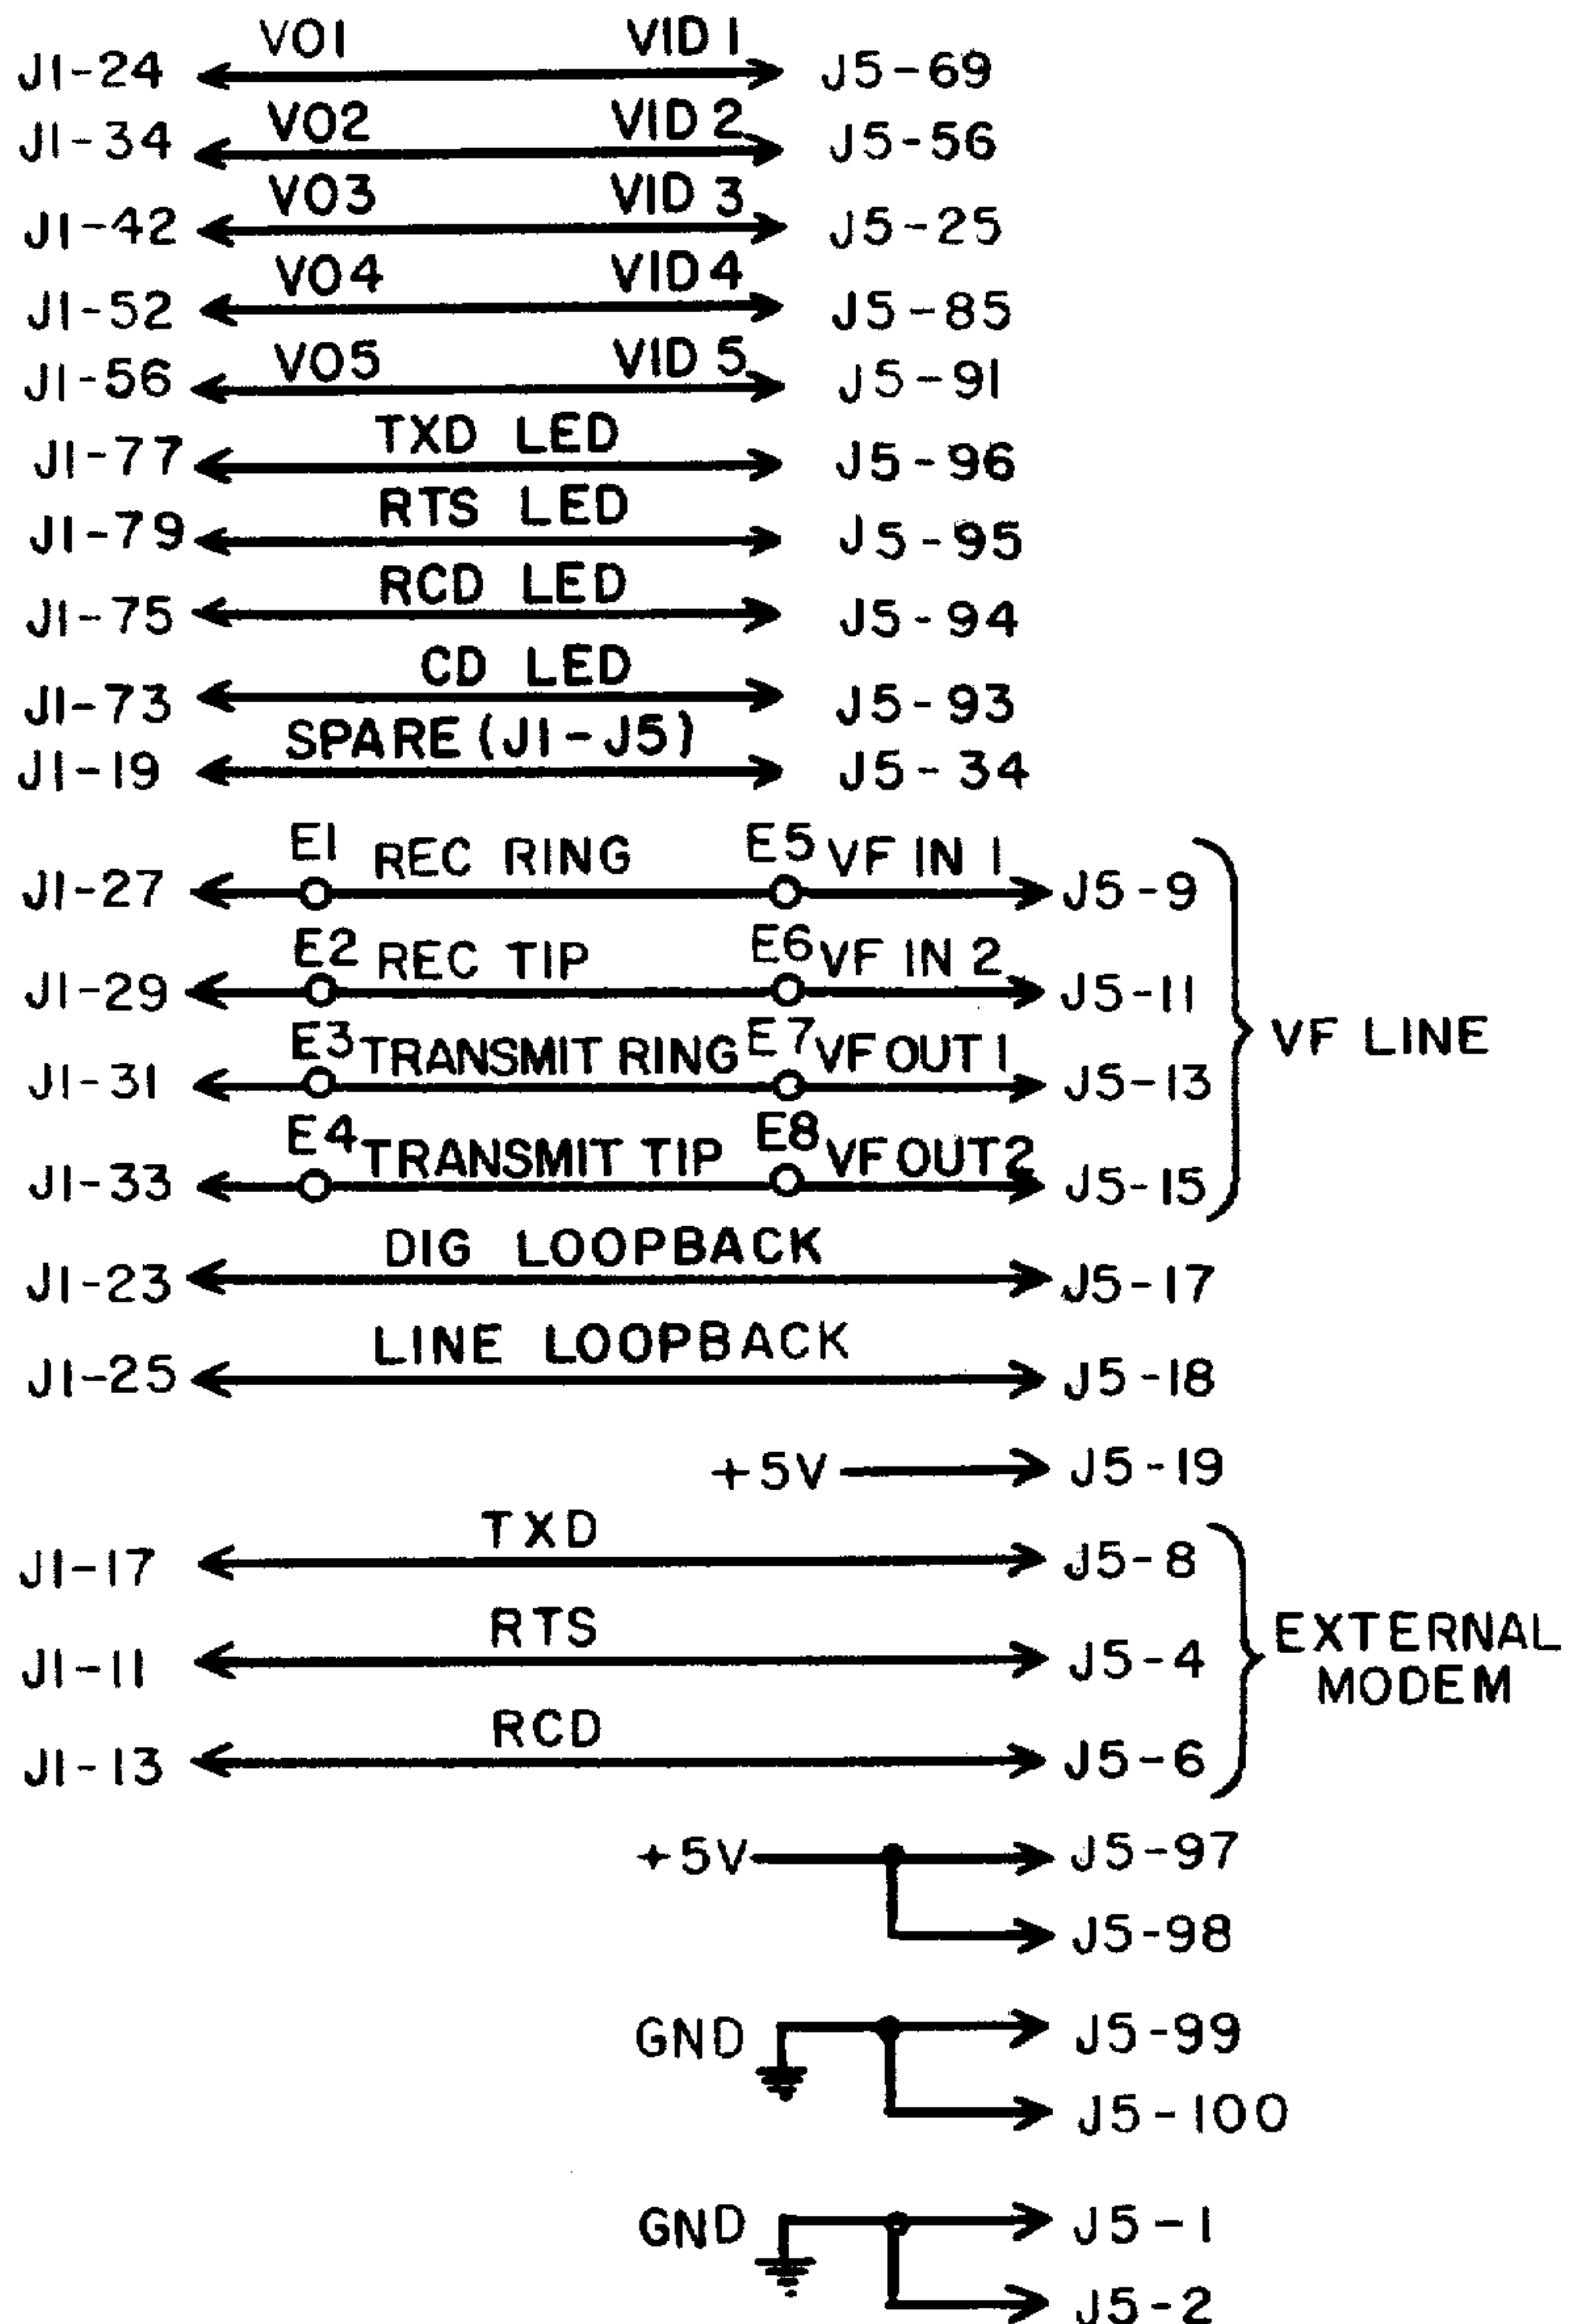 J1-24 VO1 VID 1 J5-69
J1-34 VO2 VID 2 J5-56
J1-42 VO3 VID 3 J5-25
J1-52 VO4 VID 4 J5-85
J1-56 VO5 VID 5 J5-91
J1-77 TXD LED J5-96
J1-79 RTS LED J5-95
J1-75 RCD LED J5-94
J1-73 CD LED J5-93
J1-19 SPARE (J1-J5) J5-34
J1-27 E1 REC RING E5 VF IN 1 J5-9
J1-29 E2 REC TIP E6 VF IN 2 J5-11
VF LINE
J1-31 E3 TRANSMIT RING E7 VF OUT 1 J5-13
J1-33 E4 TRANSMIT TIP E8 VF OUT 2 J5-15
J1-23 DIG LOOPBACK J5-17
J1-25 LINE LOOPBACK J5-18
+5V J5-19
J1-17 TXD J5-8
J1-11 RTS J5-4
EXTERNAL
MODEM
J1-13 RCD J5-6
+5V J5-97
J5-98
GND J5-99
J5-100
GND J5-1
J5-2